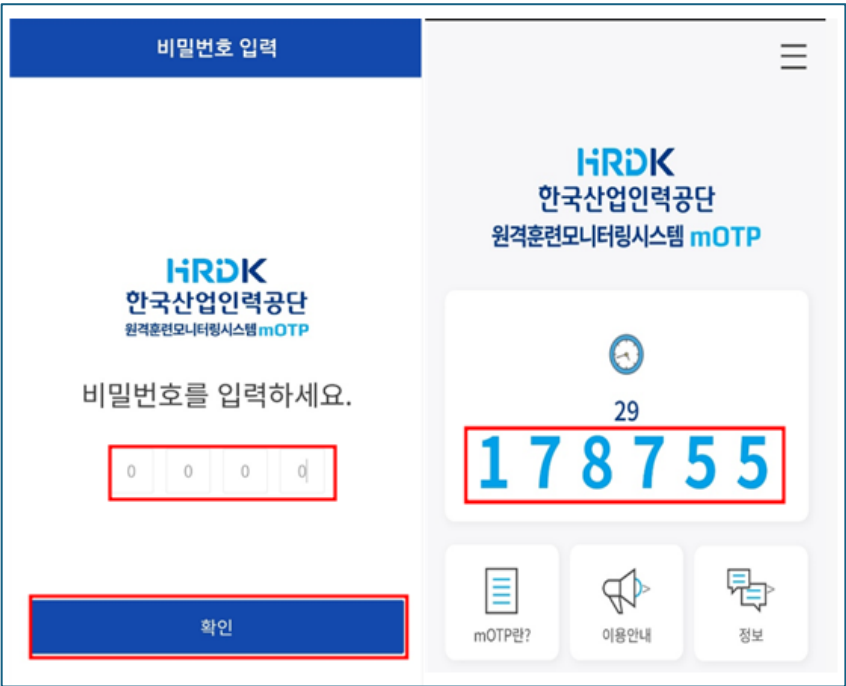 비밀번호 입력
HRDK
한국산업인력공단
원격훈련모니터링시스템 mOTP
비밀번호를 입력하세요.
0 0 0 0
확인
HRDK
한국산업인력공단
원격훈련모니터링시스템 mOTP
29
178755
mOTP란?
이용안내
정보